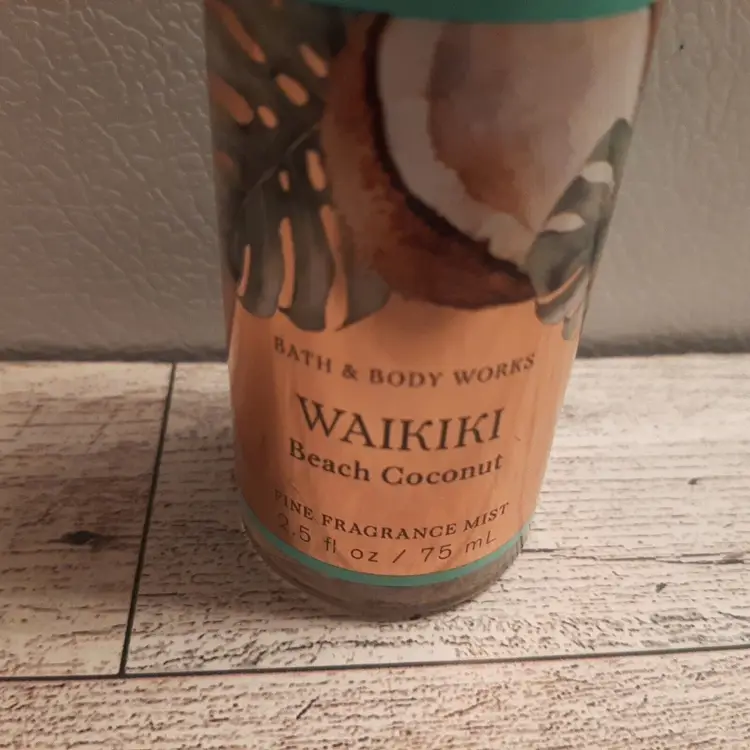 BATH & BODY WORKS
WAIKIKI
Beach Coconut
FINE FRAGRANCE MIST
2.5 fl oz / 75 mL